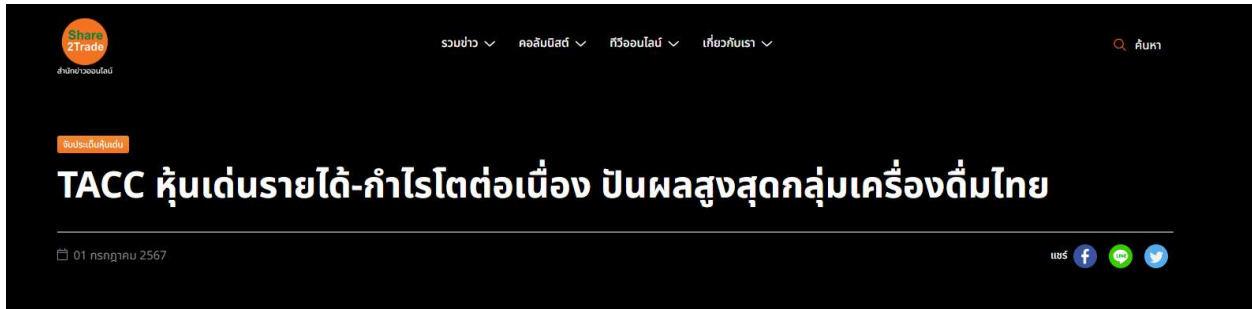 Share
2Trade
สำนักข่าวออนไลน์
รวมข่าว คอลัมนิสต์ ทีวีออนไลน์ เกี่ยวกับเรา
ค้นหา
จับประเด็นหุ้นเด่น
TACC หุ้นเด่นรายได้-กำไรโตต่อเนื่อง ปันผลสูงสุดกลุ่มเครื่องดื่มไทย
01 กรกฎาคม 2567
แชร์
LINE